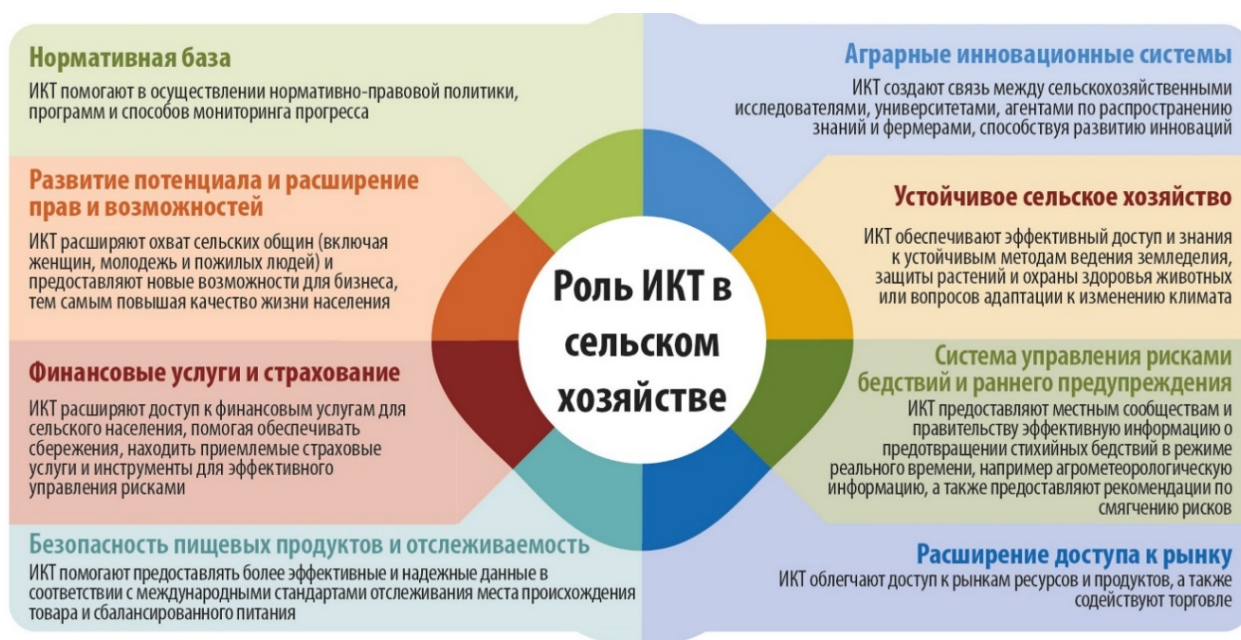 Нормативная база
ИКТ помогают в осуществлении нормативно-правовой политики,
программ и способов мониторинга прогресса
Развитие потенциала и расширение
прав и возможностей
ИКТ расширяют охват сельских общин (включая
женщин, молодежь и пожилых людей) и
предоставляют новые возможности для бизнеса,
тем самым повышая качество жизни населения
Финансовые услуги и страхование
ИКТ расширяют доступ к финансовым услугам для
сельского населения, помогая обеспечивать
сбережения, находить приемлемые страховые
услуги и инструменты для эффективного
управления рисками
Безопасность пищевых продуктов и отслеживаемость
ИКТ помогают предоставлять более эффективные и надежные данные в
соответствии с международными стандартами отслеживания места происхождения
товара и сбалансированного питания
Роль ИКТ в
сельском
хозяйстве
Аграрные инновационные системы
ИКТ создают связь между сельскохозяйственными
исследователями, университетами, агентами по распространению
знаний и фермерами, способствуя развитию инноваций
Устойчивое сельское хозяйство
ИКТ обеспечивают эффективный доступ и знания
к устойчивым методам ведения земледелия,
защиты растений и охраны здоровья животных
или вопросов адаптации к изменению климата
Система управления рисками
бедствий и раннего предупреждения
ИКТ предоставляют местным сообществам и
правительству эффективную информацию о
предотвращении стихийных бедствий в режиме
реального времени, например агрометеорологическую
информацию, а также предоставляют рекомендации по
смягчению рисков
Расширение доступа к рынку
ИКТ облегчают доступ к рынкам ресурсов и продуктов, а также
содействуют торговле